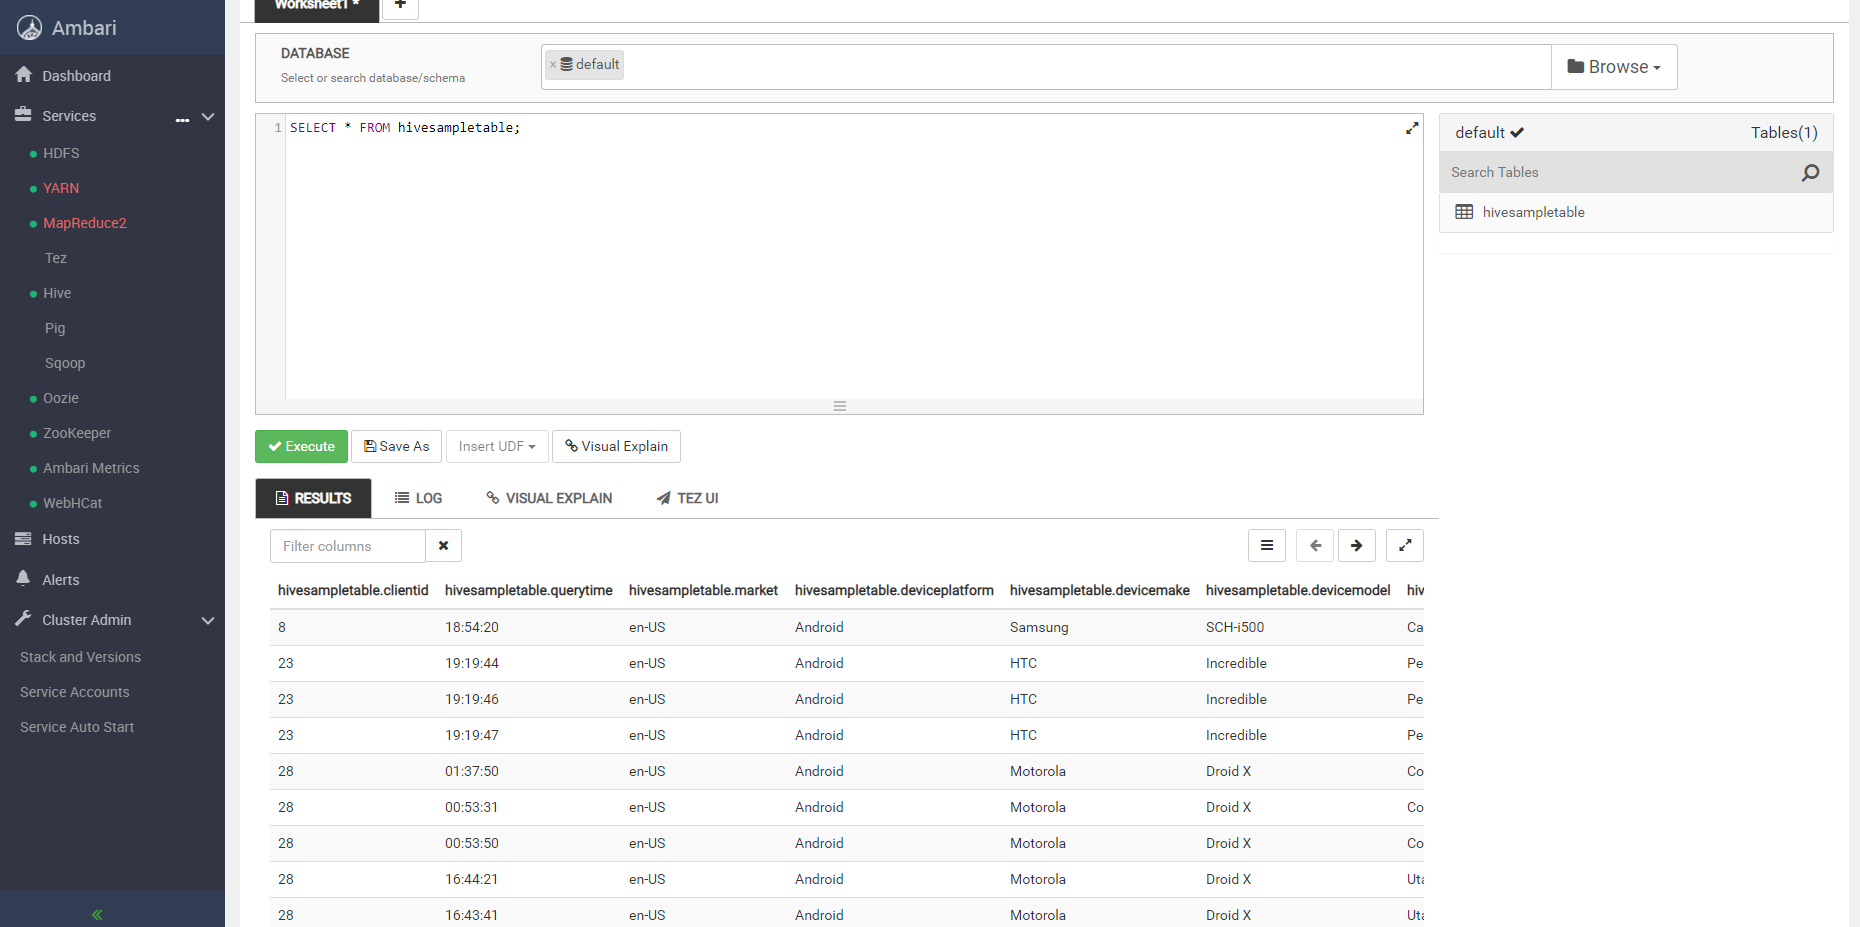 Ambari
Dashboard
Services
HDFS
YARN
MapReduce2
Tez
Hive
Pig
Sqoop
Oozie
ZooKeeper
Ambari Metrics
WebHCat
Hosts
Alerts
Cluster Admin
Stack and Versions
Service Accounts
Service Auto Start
Worksheet1 *
DATABASE
Select or search database/schema
× default
Browse
1 SELECT * FROM hivesampletable;
default
Tables(1)
Search Tables
hivesampletable
Execute Save As Insert UDF Visual Explain
RESULTS LOG VISUAL EXPLAIN TEZ UI
Filter columns
hivesampletable.clientid hivesampletable.querytime hivesampletable.market hivesampletable.deviceplatform hivesampletable.devicemake hivesampletable.devicemodel hiv
8 18:54:20 en-US Android Samsung SCH-i500 Ca
23 19:19:44 en-US Android HTC Incredible Pe
23 19:19:46 en-US Android HTC Incredible Pe
23 19:19:47 en-US Android HTC Incredible Pe
28 01:37:50 en-US Android Motorola Droid X Co
28 00:53:31 en-US Android Motorola Droid X Co
28 00:53:50 en-US Android Motorola Droid X Co
28 16:44:21 en-US Android Motorola Droid X Uta
28 16:43:41 en-US Android Motorola Droid X Uta